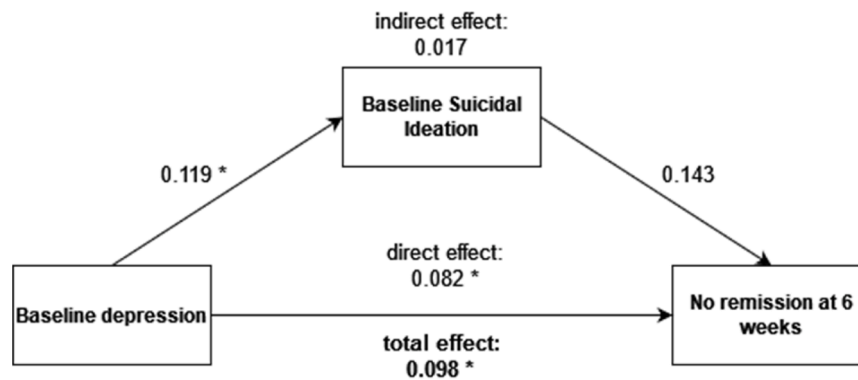 indirect effect:
0.017
Baseline Suicidal
Ideation
0.119 *
0.143
direct effect:
0.082 *
Baseline depression
No remission at 6
weeks
total effect:
0.098 *